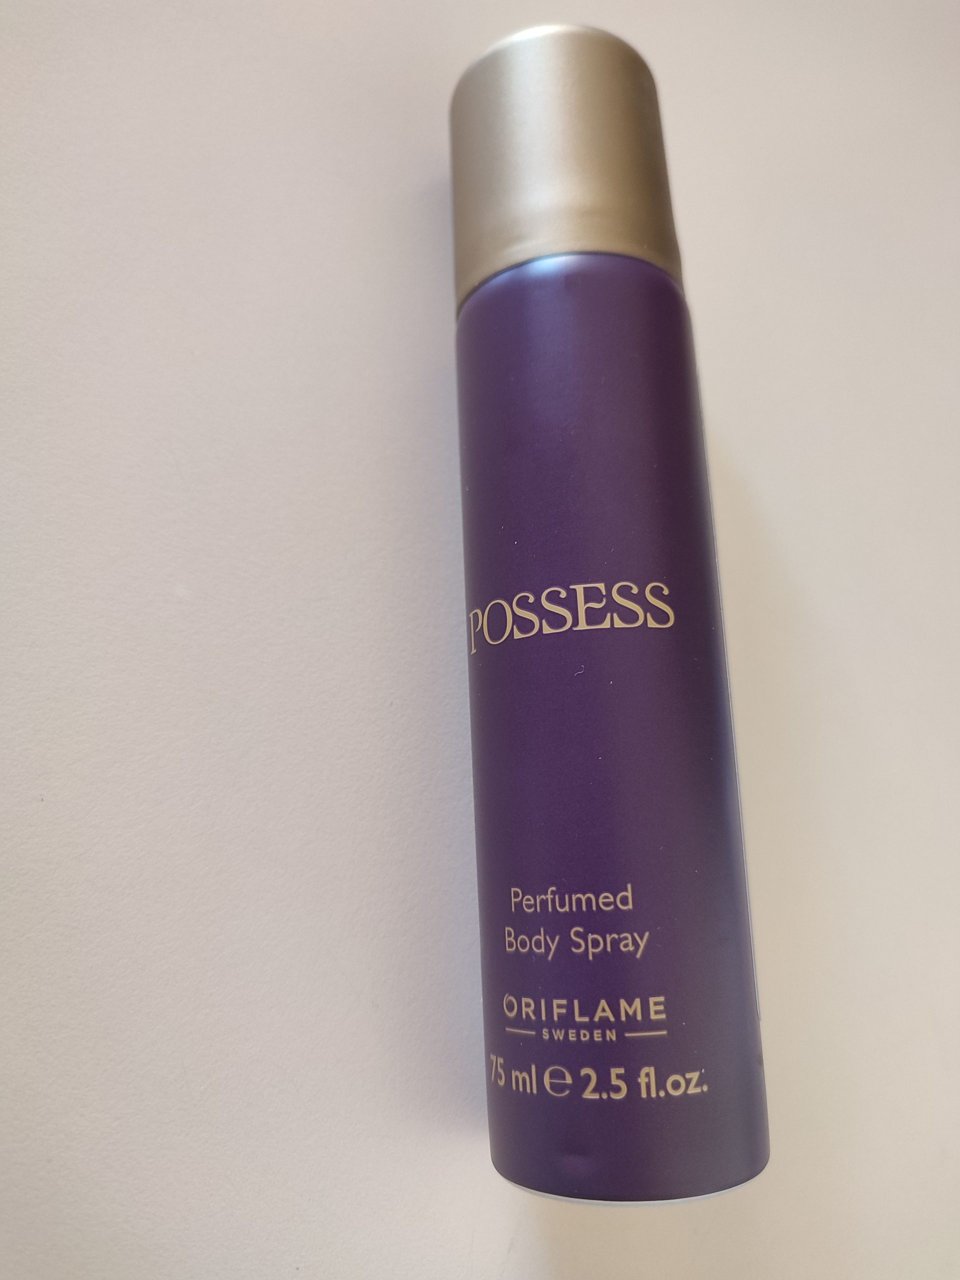 POSSESS
Perfumed
Body Spray
ORIFLAME
SWEDEN
75 ml ℮ 2.5 fl.oz.